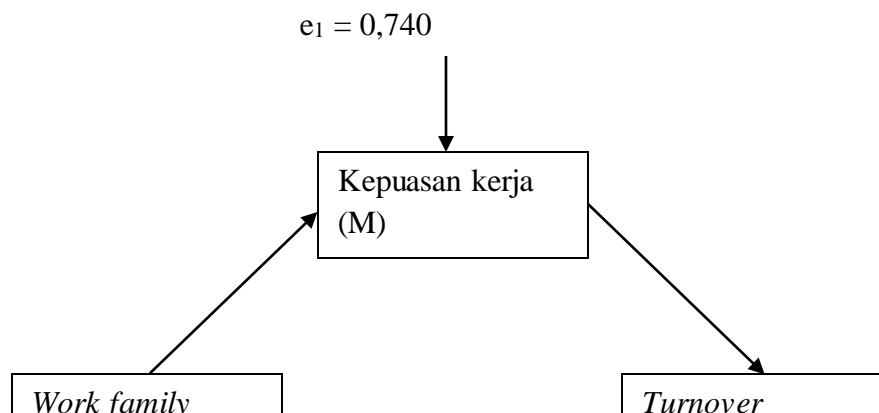 e₁ = 0,740
Kepuasan kerja
(M)
Work family
Turnover